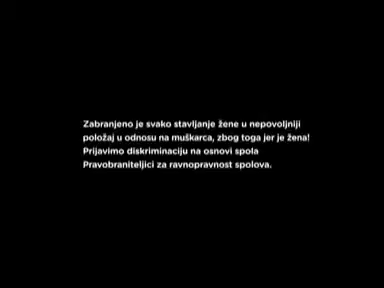 Zabranjeno je svako stavljanje žene u nepovoljniji
položaj u odnosu na muškarca, zbog toga jer je žena!
Prijavimo diskriminaciju na osnovi spola
Pravobraniteljici za ravnopravnost spolova.